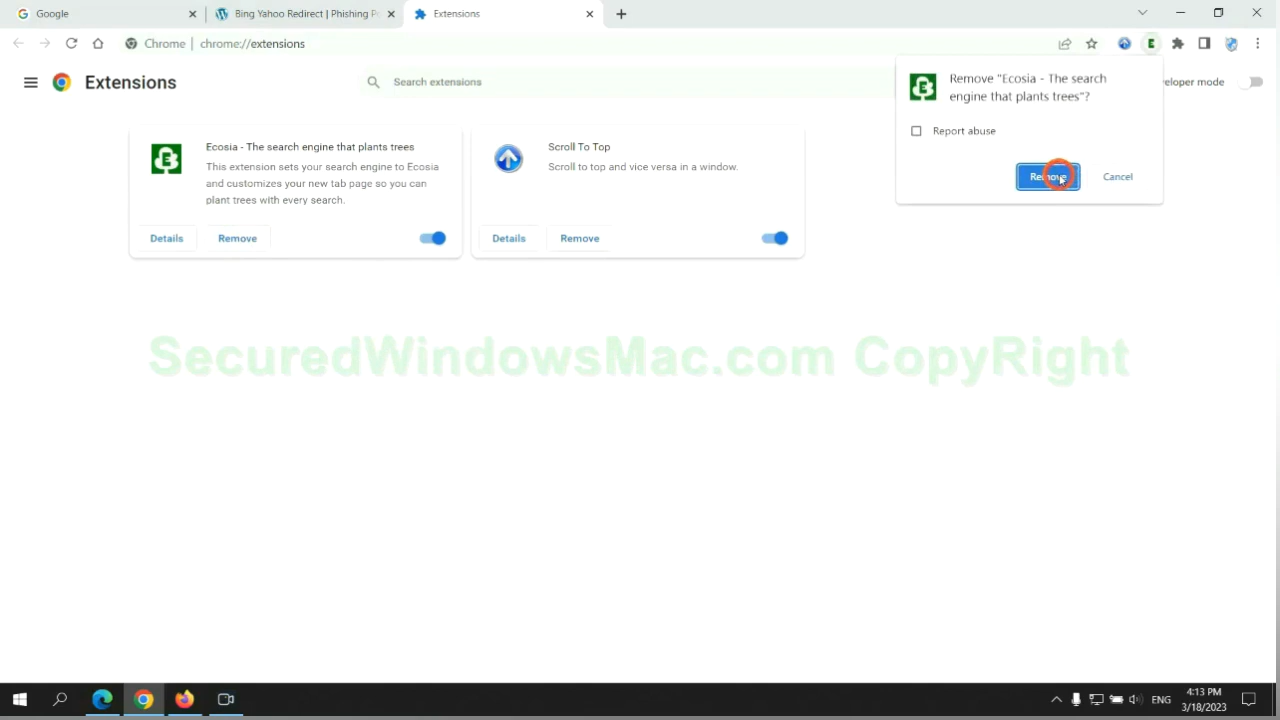 Google
Bing Yahoo Redirect | Phishing P
Extensions
Chrome | chrome://extensions
Extensions
Search extensions
eloper mode
Remove "Ecosia - The search
engine that plants trees"?
Report abuse
Remove
Cancel
Ecosia - The search engine that plants trees
This extension sets your search engine to Ecosia
and customizes your new tab page so you can
plant trees with every search.
Details
Remove
Scroll To Top
Scroll to top and vice versa in a window.
Details
Remove
SecuredWindowsMac.com CopyRight
ENG
4:13 PM
3/18/2023